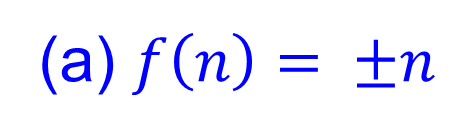 (a) f(n) = ±n